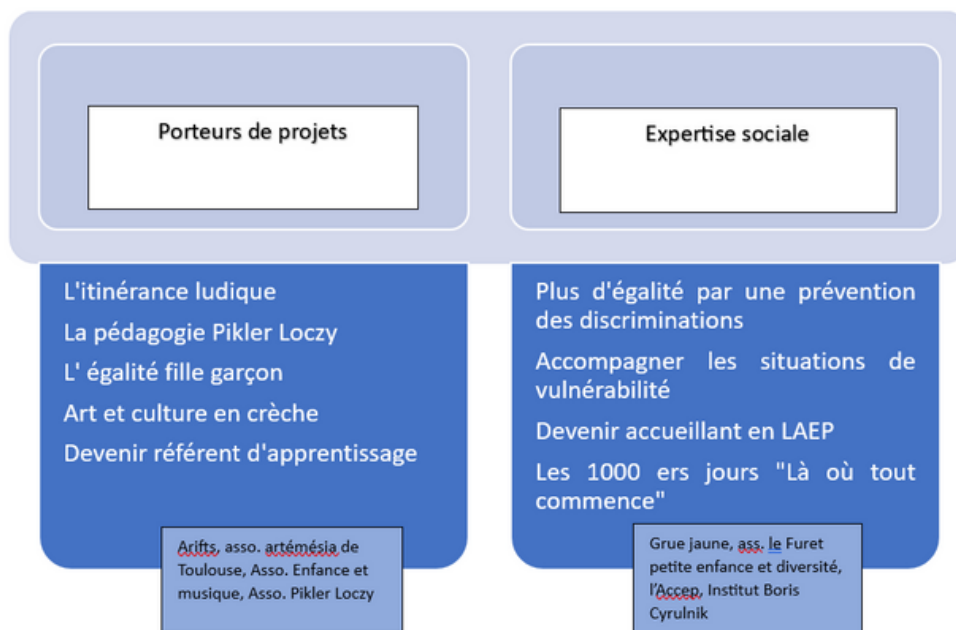 Porteurs de projets
L'itinérance ludique
La pédagogie Pikler Loczy
L' égalité fille garçon
Art et culture en crèche
Devenir référent d'apprentissage
Arifts, asso. artémésia de
Toulouse, Asso. Enfance et
musique, Asso. Pikler Loczy
Expertise sociale
Plus d'égalité par une prévention
des discriminations
Accompagner les situations de
vulnérabilité
Devenir accueillant en LAEP
Les 1000 ers jours "Là où tout
commence"
Grue jaune, ass. le Furet
petite enfance et diversité,
l'Accep, Institut Boris
Cyrulnik